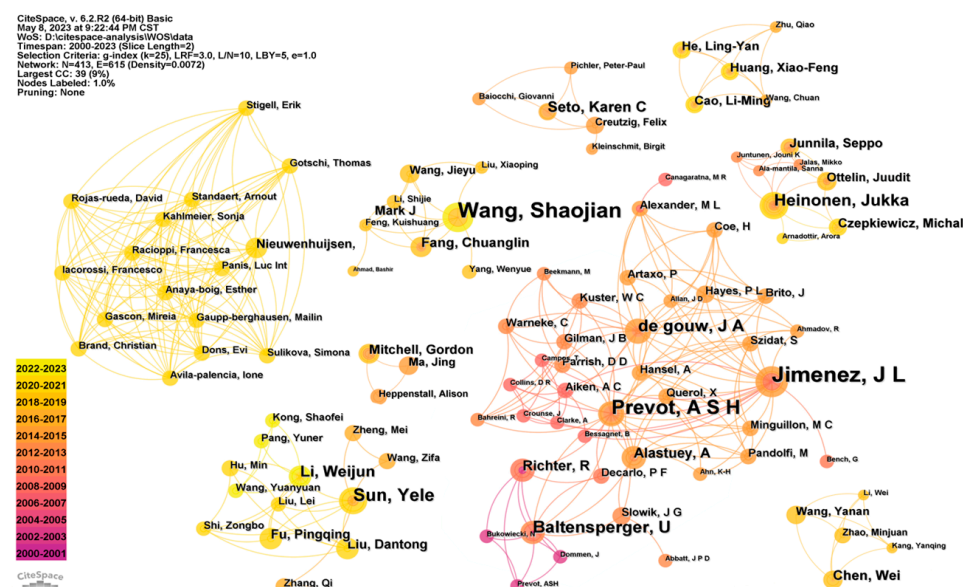 CiteSpace, v. 6.2.R2 (64-bit) Basic
May 8, 2023 at 9:22:44 PM CST
WoS: D:\citespace-analysis\WOS\data
Timespan: 2000-2023 (Slice Length=2)
Selection Criteria: g-index (k=25), LRF=3.0, L/N=10, LBY=5, e=1.0
Network: N=413, E=615 (Density=0.0072)
Largest CC: 39 (9%)
Nodes Labeled: 1.0%
Pruning: None
Stigell, Erik
Gotschi, Thomas
Rojas-rueda, David
Standaert, Arnout
Kahlmeier, Sonja
Nieuwenhuijsen,
Racioppi, Francesca
Panis, Luc Int
Iacorossi, Francesco
Anaya-boig, Esther
Gascon, Mireia
Gaupp-berghausen, Mailin
Brand, Christian
Dons, Evi
Sulikova, Simona
Avila-palencia, Ione
Pichler, Peter-Paul
Baiocchi, Giovanni
Seto, Karen C
Creutzig, Felix
Kleinschmit, Birgit
Zhu, Qiao
He, Ling-Yan
Huang, Xiao-Feng
Cao, Li-Ming
Wang, Chuan
Liu, Xiaoping
Wang, Jieyu
Li, Shijie
Mark J
Wang, Shaojian
Feng, Kuishuang
Fang, Chuanglin
Ahmad, Bashir
Yang, Wenyue
Junnila, Seppo
Juntunen, Jouni K
Jalas, Mikko
Ala-mantila, Sanna
Ottelin, Juudit
Heinonen, Jukka
Czepkiewicz, Michal
Arnadottir, Arora
Canagaratna, M R
Alexander, M L
Coe, H
Beekmann, M
Artaxo, P
Kuster, W C
Allan, J D
Hayes, P L
Brito, J
Warneke, C
Gilman, J B
de gouw, J A
Ahmadov, R
Szidat, S
Campos, T
Parrish, D D
Hansel, A
Collins, D R
Aiken, A C
Querol, X
Jimenez, J L
Prevot, A S H
Bahreini, R
Crounse, J
Clarke, A
Bessagnet, B
Minguillon, M C
Alastuey, A
Pandolfi, M
Bench, G
Richter, R
Decarlo, P F
Ahn, K-H
Slowik, J G
Bukowiecki, N
Baltensperger, U
Dommen, J
Abbatt, J P D
Prevot, ASH
Mitchell, Gordon
Ma, Jing
Heppenstall, Alison
Kong, Shaofei
Zheng, Mei
Pang, Yuner
Wang, Zifa
Hu, Min
Li, Weijun
Wang, Yuanyuan
Sun, Yele
Liu, Lei
Shi, Zongbo
Fu, Pingqing
Liu, Dantong
Zhang, Qi
Li, Wei
Wang, Yanan
Zhao, Minjuan
Kang, Yanqing
Chen, Wei
2022-2023
2020-2021
2018-2019
2016-2017
2014-2015
2012-2013
2010-2011
2008-2009
2006-2007
2004-2005
2002-2003
2000-2001
CiteSpace